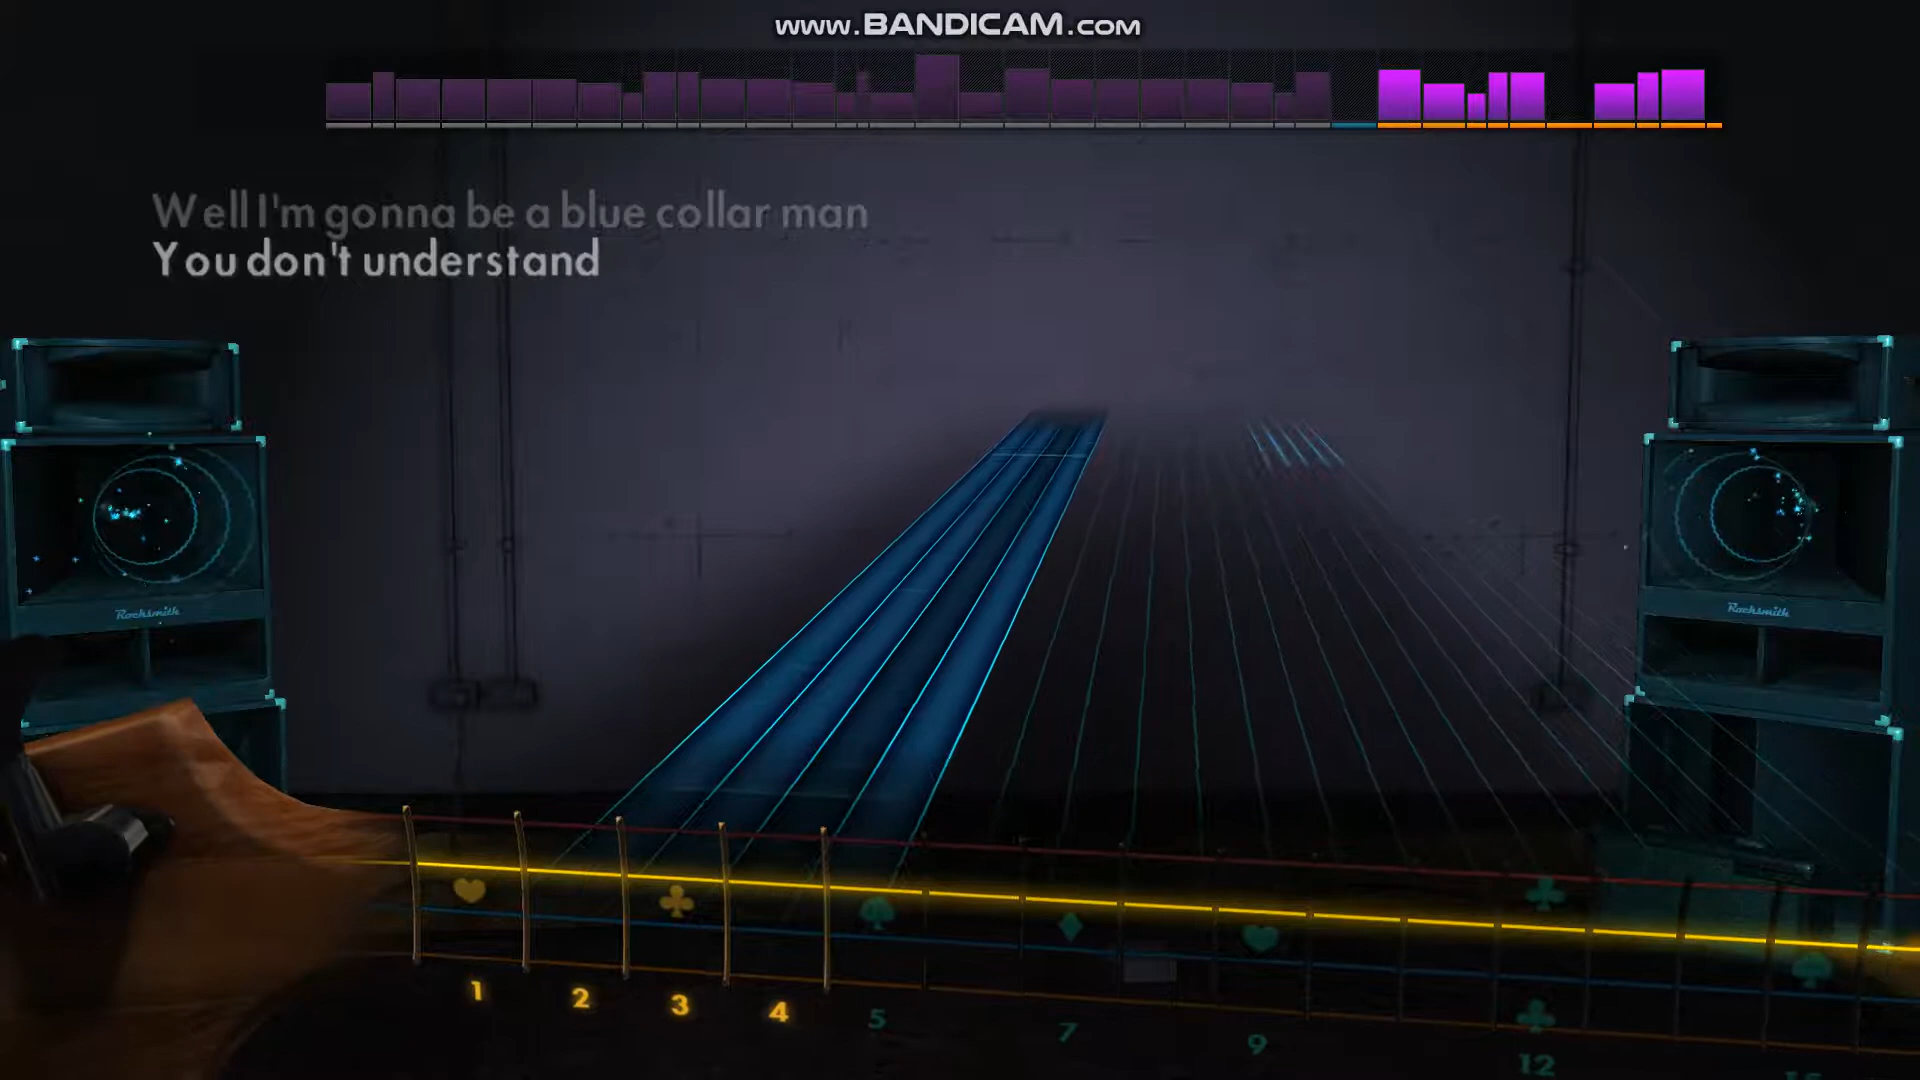 www.BANDICAM.com
Well I'm gonna be a blue collar man
You don't understand
Rocksmith
Rocksmith
1 2 3 4 5 7 9 12